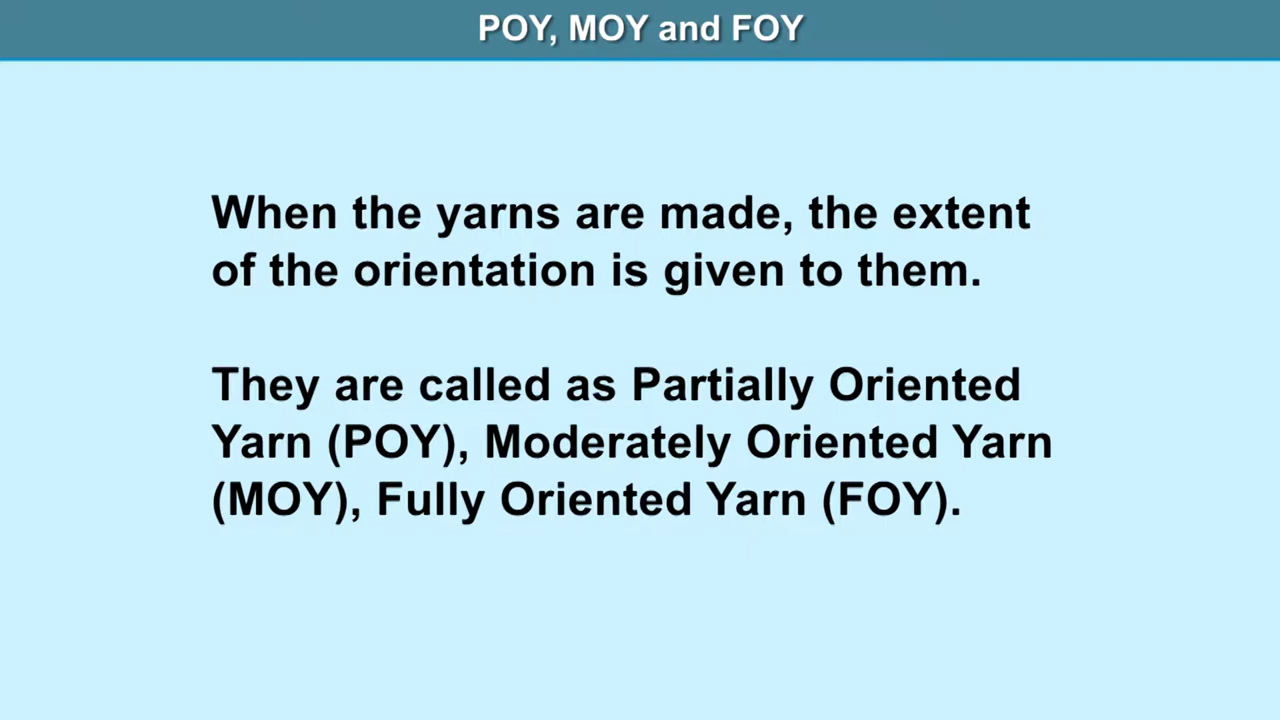 POY, MOY and FOY
When the yarns are made, the extent
of the orientation is given to them.
They are called as Partially Oriented
Yarn (POY), Moderately Oriented Yarn
(MOY), Fully Oriented Yarn (FOY).